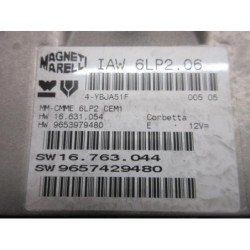 MAGNETI
MARELLI
IAW 6LP2.06
4-YBJA51F 005 05
MM-CMME 6LP2 CEM1
HW 16.631.054 Corbetta
HW 9653979480 E 12V=
SW16.763.044
SW9657429480